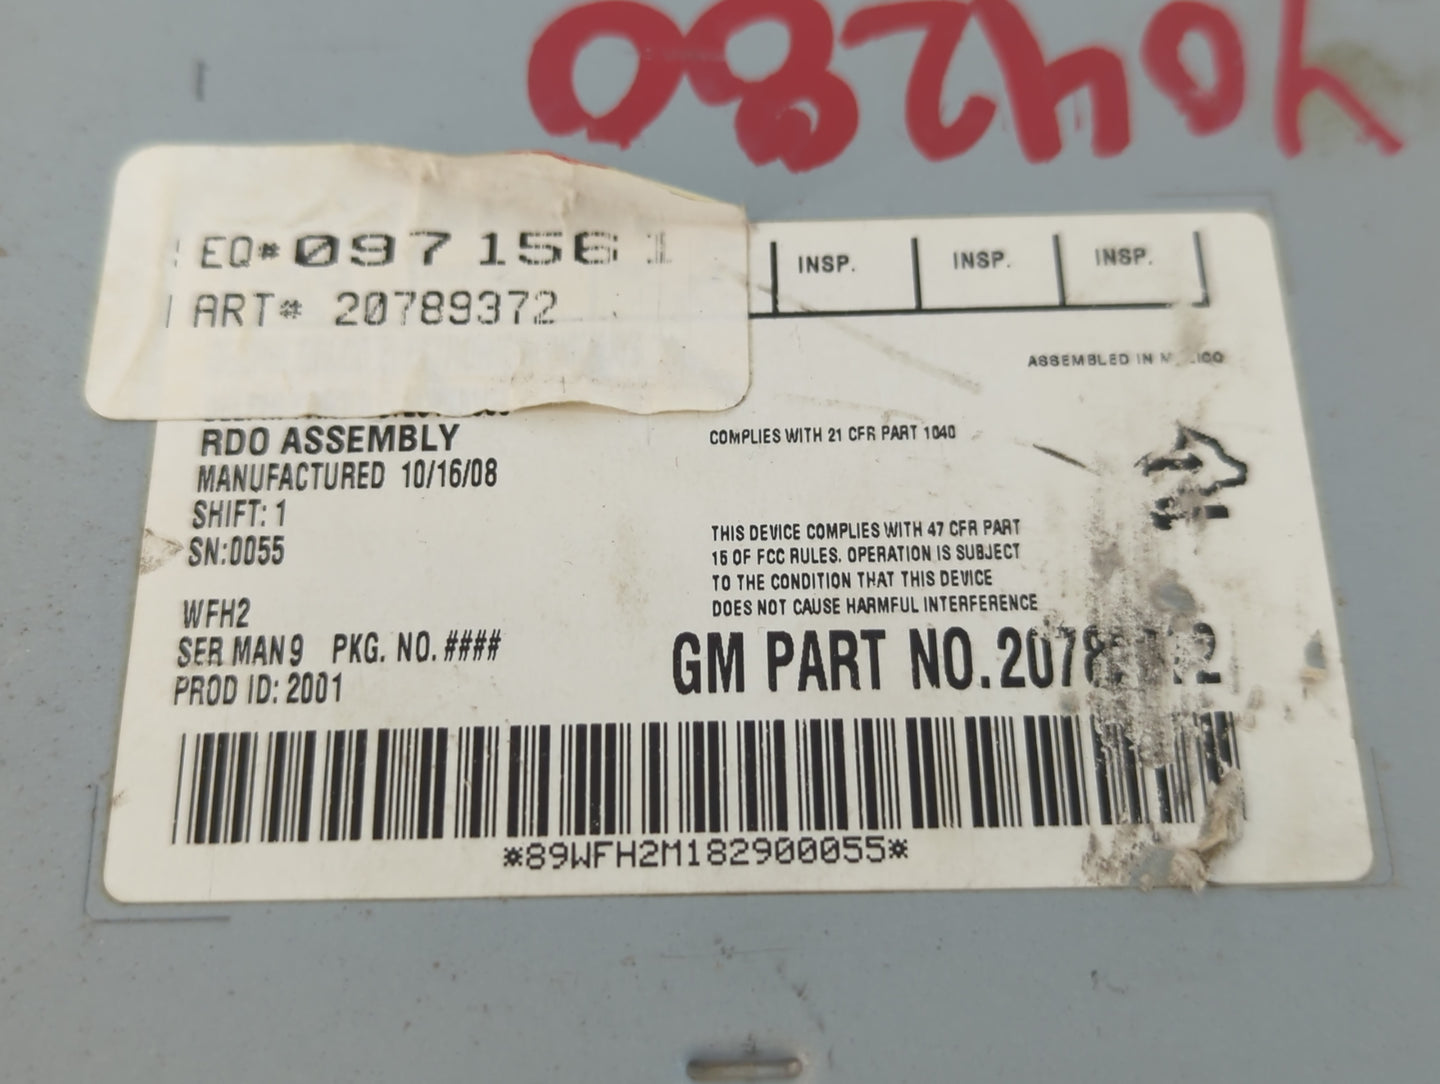 EQ# 0971561
ART# 20789372
INSP. INSP. INSP.
ASSEMBLED IN
RDO ASSEMBLY
MANUFACTURED 10/16/08
SHIFT: 1
SN:0055
COMPLIES WITH 21 CFR PART 1040
THIS DEVICE COMPLIES WITH 47 CFR PART
15 OF FCC RULES. OPERATION IS SUBJECT
TO THE CONDITION THAT THIS DEVICE
DOES NOT CAUSE HARMFUL INTERFERENCE
WFH2
SER MAN 9 PKG. NO. ####
PROD ID: 2001
GM PART NO.
*89WFH2M182900055*